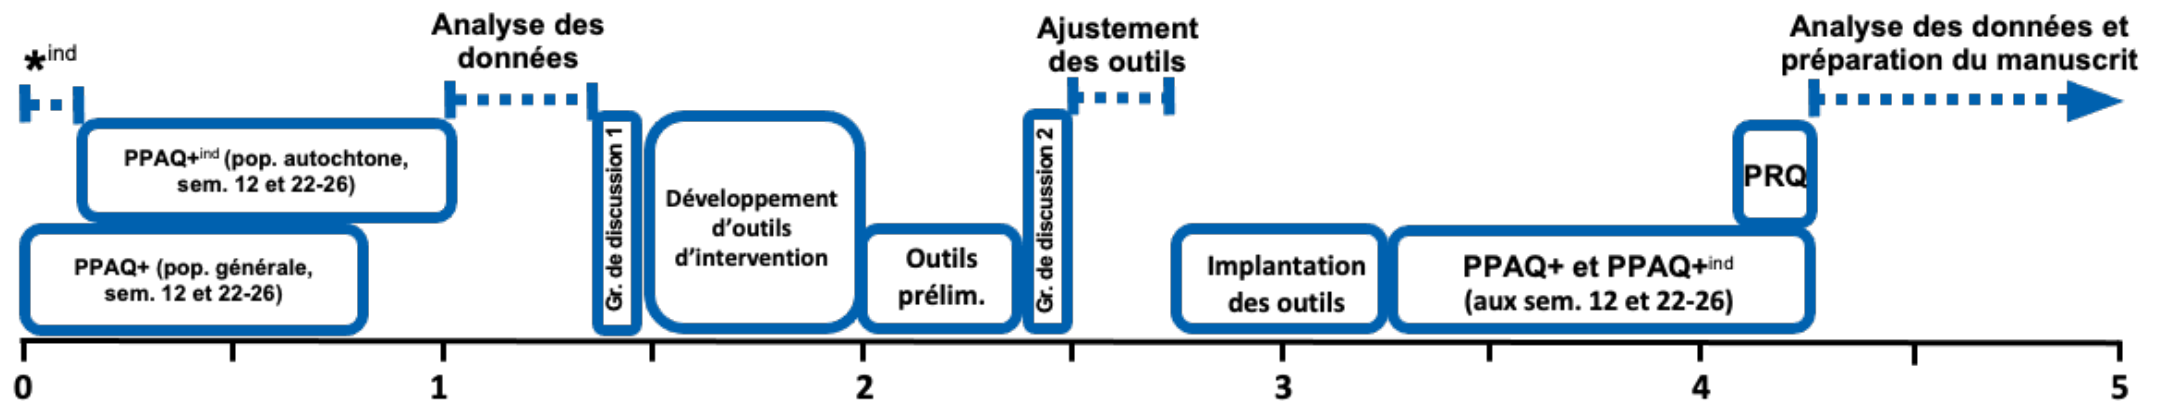 *ind
Analyse des
données
Ajustement
des outils
Analyse des données et
préparation du manuscrit
PPAQ+ind (pop. autochtone,
sem. 12 et 22-26)
PPAQ+ (pop. générale,
sem. 12 et 22-26)
Gr. de discussion 1
Développement
d'outils
d'intervention
Outils
prélim.
Gr. de discussion 2
Implantation
des outils
PPAQ+ et PPAQ+ind
(aux sem. 12 et 22-26)
PRQ
0 1 2 3 4 5